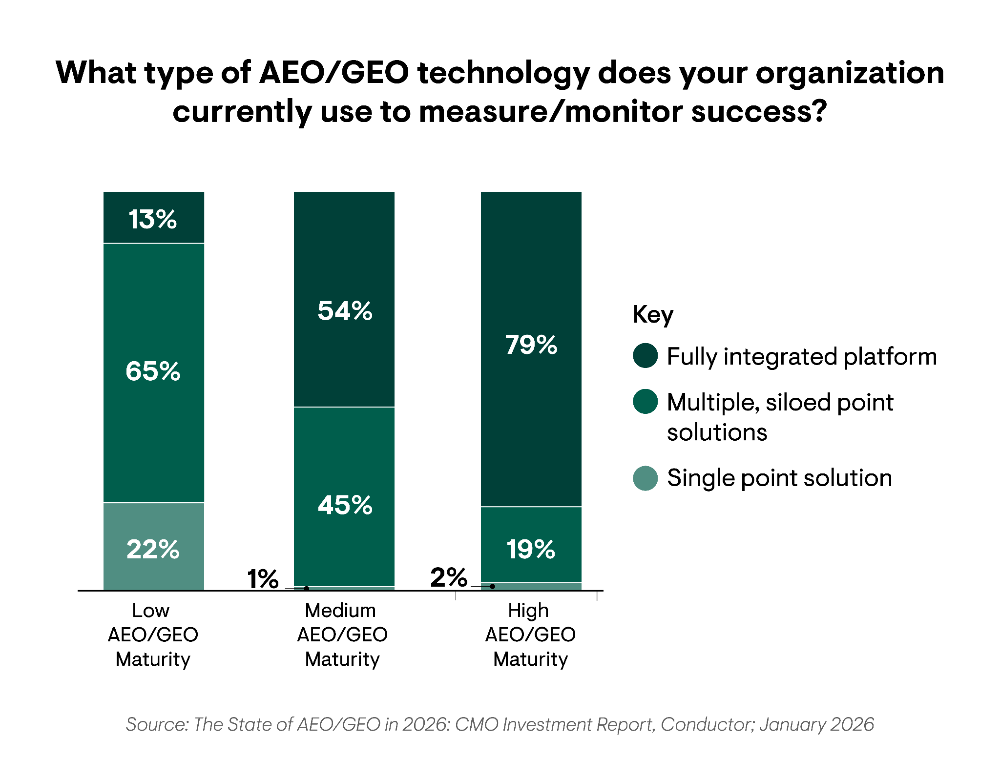 What type of AEO/GEO technology does your organization
currently use to measure/monitor success?
13%
65%
22%
54%
45%
1%
79%
19%
2%
Low
AEO/GEO
Maturity
Medium
AEO/GEO
Maturity
High
AEO/GEO
Maturity
Key
Fully integrated platform
Multiple, siloed point
solutions
Single point solution
Source: The State of AEO/GEO in 2026: CMO Investment Report, Conductor; January 2026